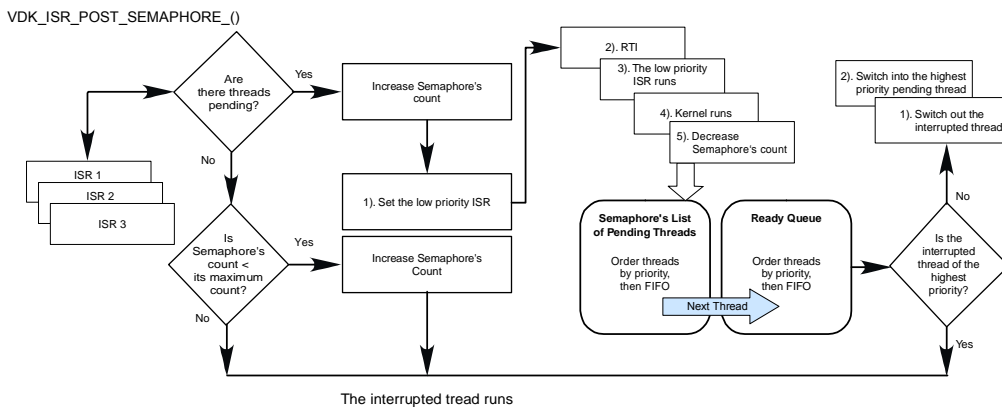 VDK_ISR_POST_SEMAPHORE_()
Are
there threads
pending?
Yes
No
ISR 1
ISR 2
ISR 3
Increase Semaphore's
count
1). Set the low priority ISR
Is
Semaphore's
count <
its maximum
count?
Yes
No
Increase Semaphore's
Count
2). RTI
3). The low priority
ISR runs
4). Kernel runs
5). Decrease
Semaphore's count
Semaphore's List
of Pending Threads
Order threads
by priority,
then FIFO
Next Thread
Ready Queue
Order threads
by priority,
then FIFO
2). Switch into the highest
priority pending thread
1). Switch out the
interrupted thread
No
Is the
interrupted
thread of the
highest
priority?
Yes
The interrupted tread runs